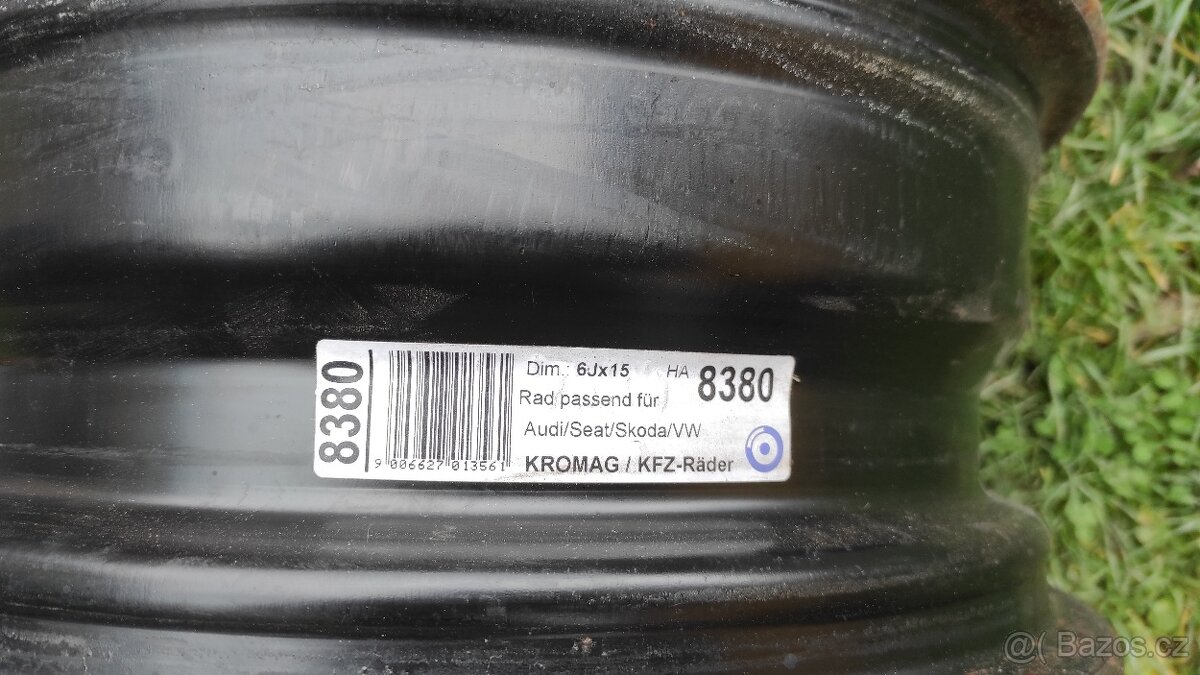 8380
9 006627 013561
Dim.: 6Jx15 HA 8380
Rad passend für
Audi/Seat/Skoda/VW
KROMAG / KFZ-Räder
@( Bazos.cz